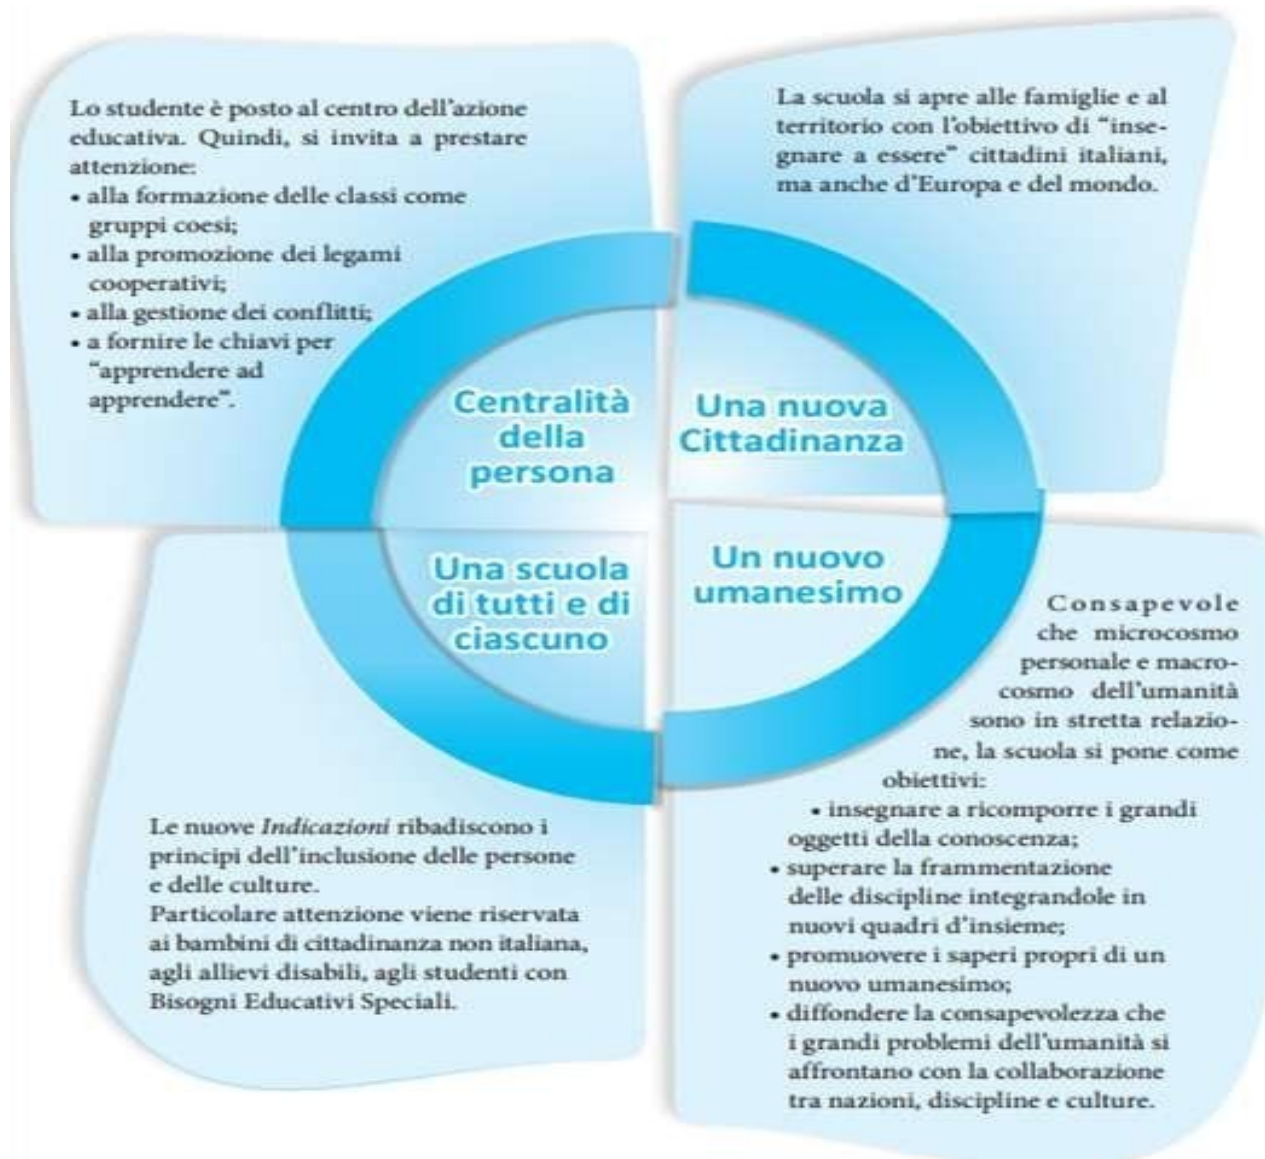 Lo studente è posto al centro dell'azione
educativa. Quindi, si invita a prestare
attenzione:
• alla formazione delle classi come
gruppi coesi;
• alla promozione dei legami
cooperativi;
• alla gestione dei conflitti;
• a fornire le chiavi per
"apprendere ad
apprendere".
Centralità
della
persona
La scuola si apre alle famiglie e al
territorio con l'obiettivo di "inse-
gnare a essere" cittadini italiani,
ma anche d'Europa e del mondo.
Una nuova
Cittadinanza
Una scuola
di tutti e di
ciascuno
Le nuove Indicazioni ribadiscono i
principi dell'inclusione delle persone
e delle culture.
Particolare attenzione viene riservata
ai bambini di cittadinanza non italiana,
agli allievi disabili, agli studenti con
Bisogni Educativi Speciali.
Un nuovo
umanesimo
Consapevole
che microcosmo
personale e macro-
cosmo dell'umanità
sono in stretta relazio-
ne, la scuola si pone come
obiettivi:
• insegnare a ricomporre i grandi
oggetti della conoscenza;
• superare la frammentazione
delle discipline integrandole in
nuovi quadri d'insieme;
• promuovere i saperi propri di un
nuovo umanesimo;
• diffondere la consapevolezza che
i grandi problemi dell'umanità si
affrontano con la collaborazione
tra nazioni, discipline e culture.